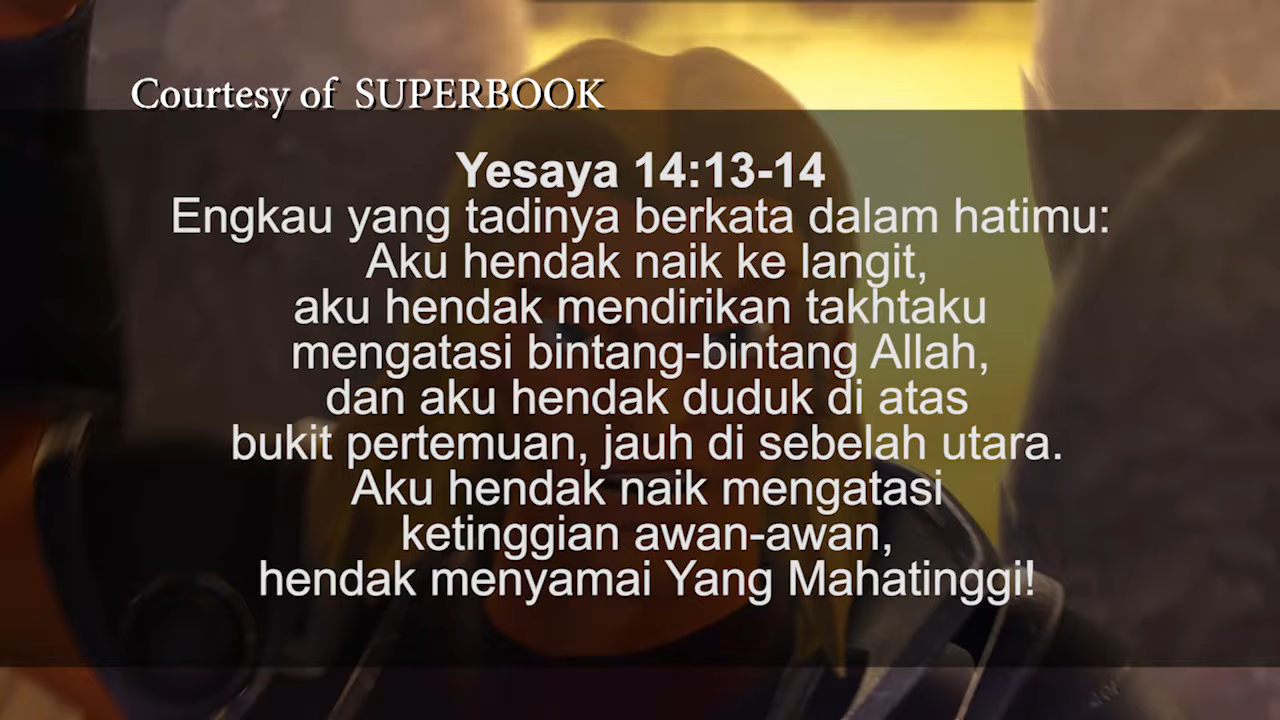 Courtesy of SUPERBOOK
Yesaya 14:13-14
Engkau yang tadinya berkata dalam hatimu:
Aku hendak naik ke langit,
aku hendak mendirikan takhtaku
mengatasi bintang-bintang Allah,
dan aku hendak duduk di atas
bukit pertemuan, jauh di sebelah utara.
Aku hendak naik mengatasi
ketinggian awan-awan,
hendak menyamai Yang Mahatinggi!